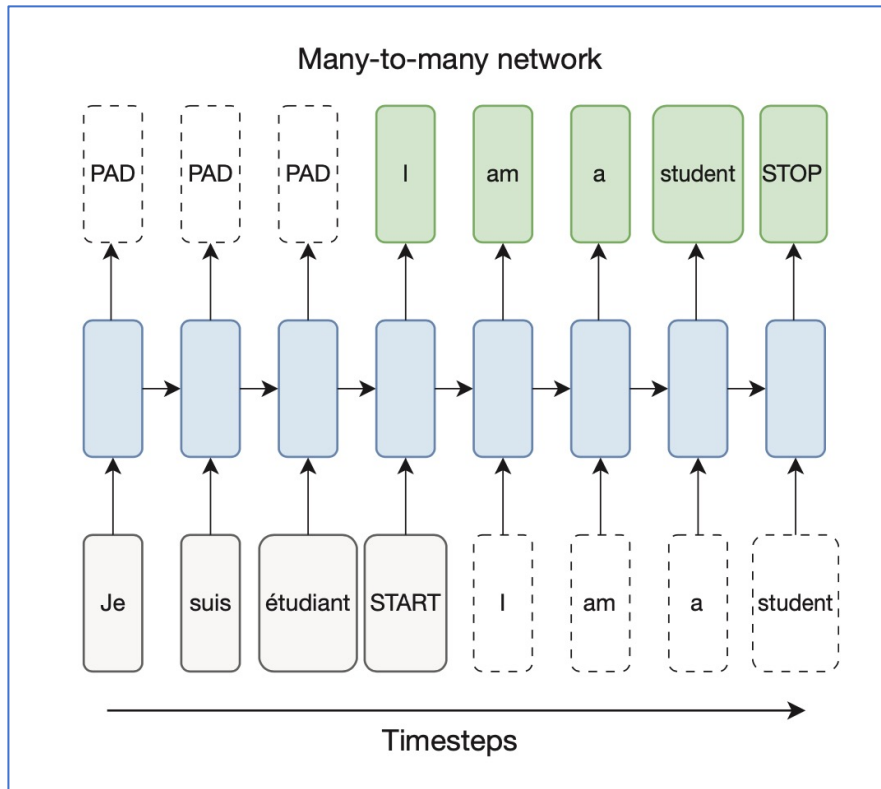 Many-to-many network
PAD PAD PAD I am a student STOP
Je suis étudiant START I am a student
Timesteps